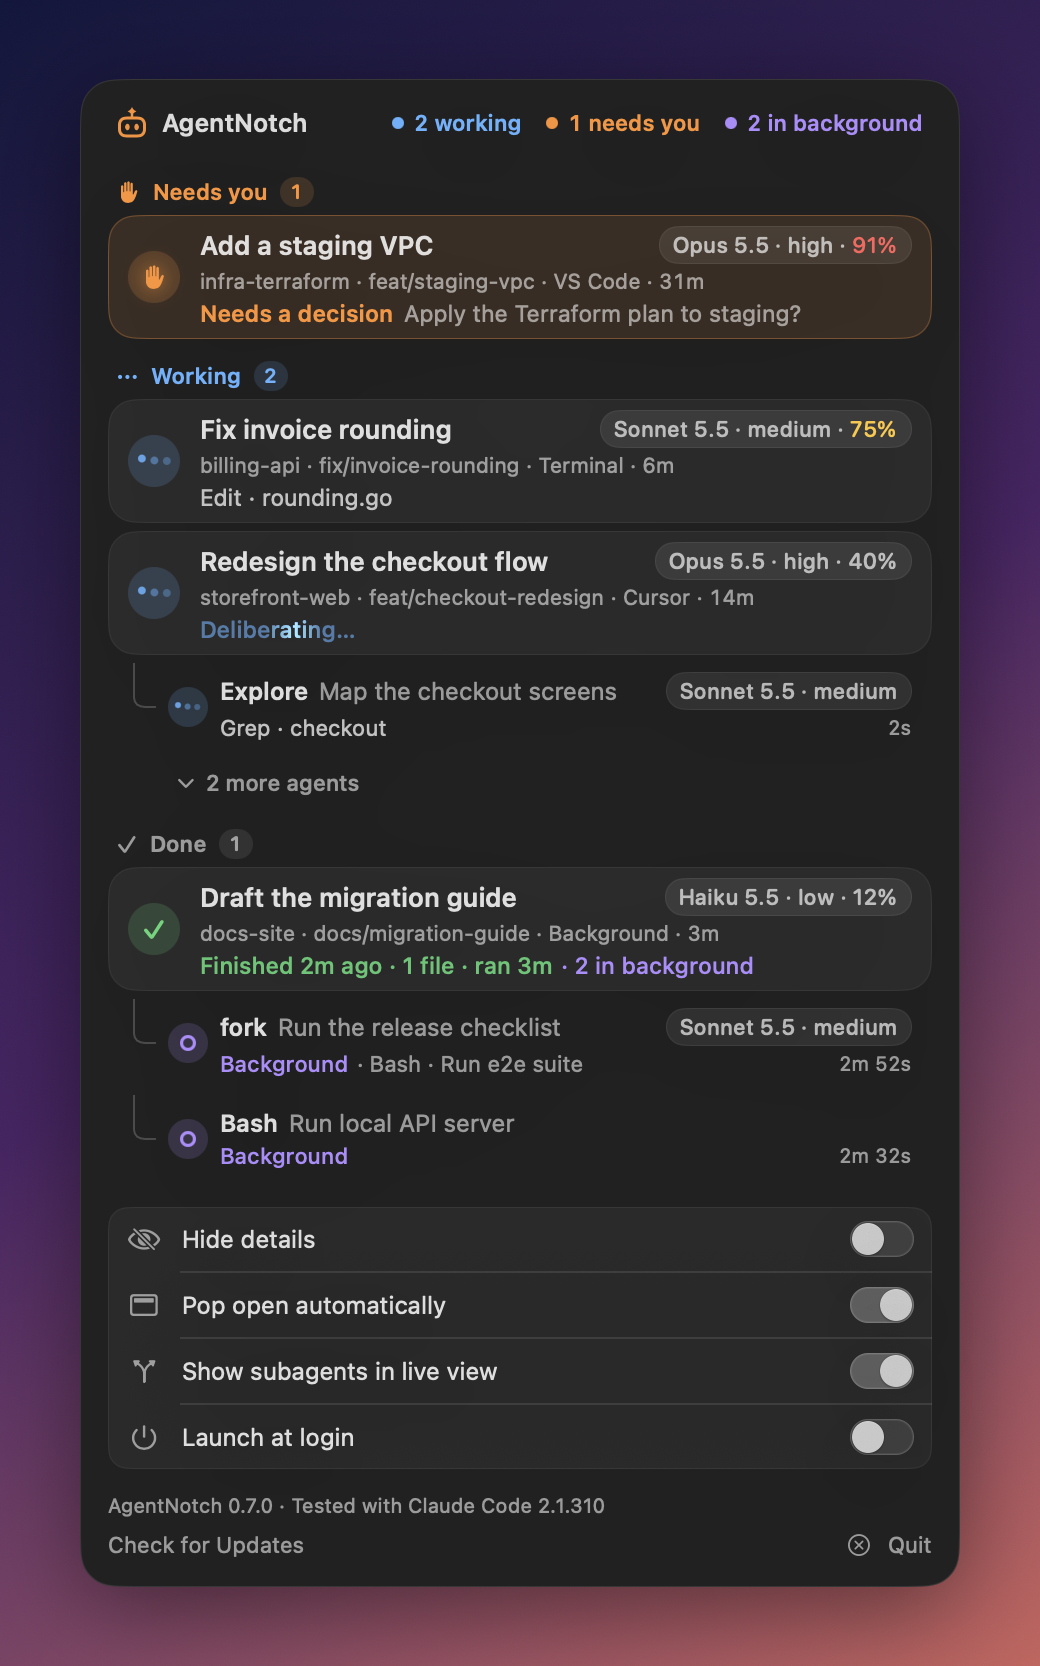 AgentNotch
2 working
1 needs you
2 in background
Needs you 1
Add a staging VPC
Opus 5.5 · high · 91%
infra-terraform · feat/staging-vpc · VS Code · 31m
Needs a decision Apply the Terraform plan to staging?
Working 2
Fix invoice rounding
Sonnet 5.5 · medium · 75%
billing-api · fix/invoice-rounding · Terminal · 6m
Edit · rounding.go
Redesign the checkout flow
Opus 5.5 · high · 40%
storefront-web · feat/checkout-redesign · Cursor · 14m
Deliberating...
Explore Map the checkout screens
Sonnet 5.5 · medium
Grep · checkout
2s
2 more agents
Done 1
Draft the migration guide
Haiku 5.5 · low · 12%
docs-site · docs/migration-guide · Background · 3m
Finished 2m ago · 1 file · ran 3m · 2 in background
fork Run the release checklist
Sonnet 5.5 · medium
Background · Bash · Run e2e suite
2m 52s
Bash Run local API server
Background
2m 32s
Hide details
Pop open automatically
Show subagents in live view
Launch at login
AgentNotch 0.7.0 · Tested with Claude Code 2.1.310
Check for Updates
Quit